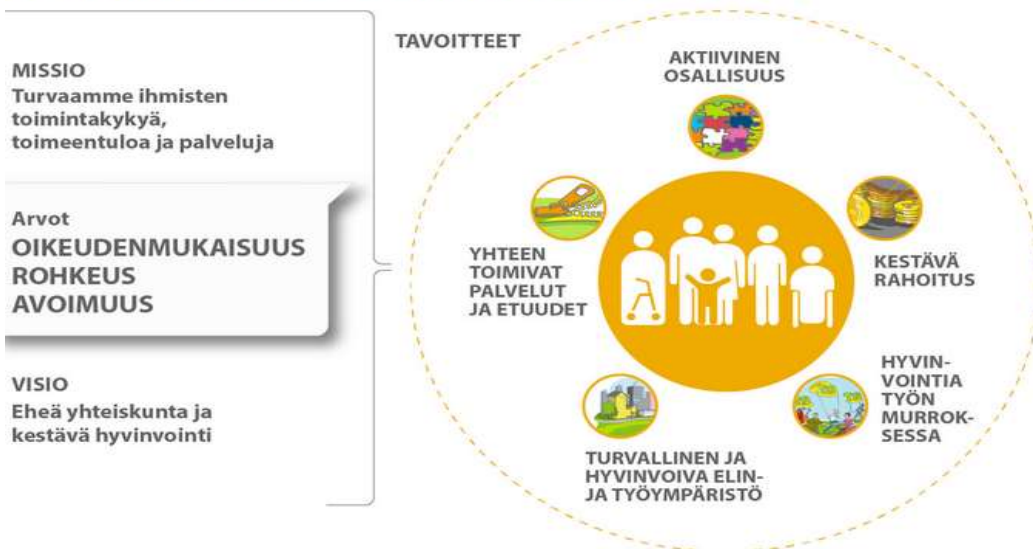 MISSIO
Turvaamme ihmisten
toimintakykyä,
toimeentuloa ja palveluja
Arvot
OIKEUDENMUKAISUUS
ROHKEUS
AVOIMUUS
VISIO
Eheä yhteiskunta ja
kestävä hyvinvointi
TAVOITTEET
AKTIIVINEN
OSALLISUUS
KESTÄVÄ
RAHOITUS
HYVIN-
VOINTIA
TYÖN
MURROK-
SESSA
TURVALLINEN JA
HYVINVOIVA ELIN-
JA TYÖYMPÄRISTÖ
YHTEEN
TOIMIVAT
PALVELUT
JA ETUUDET